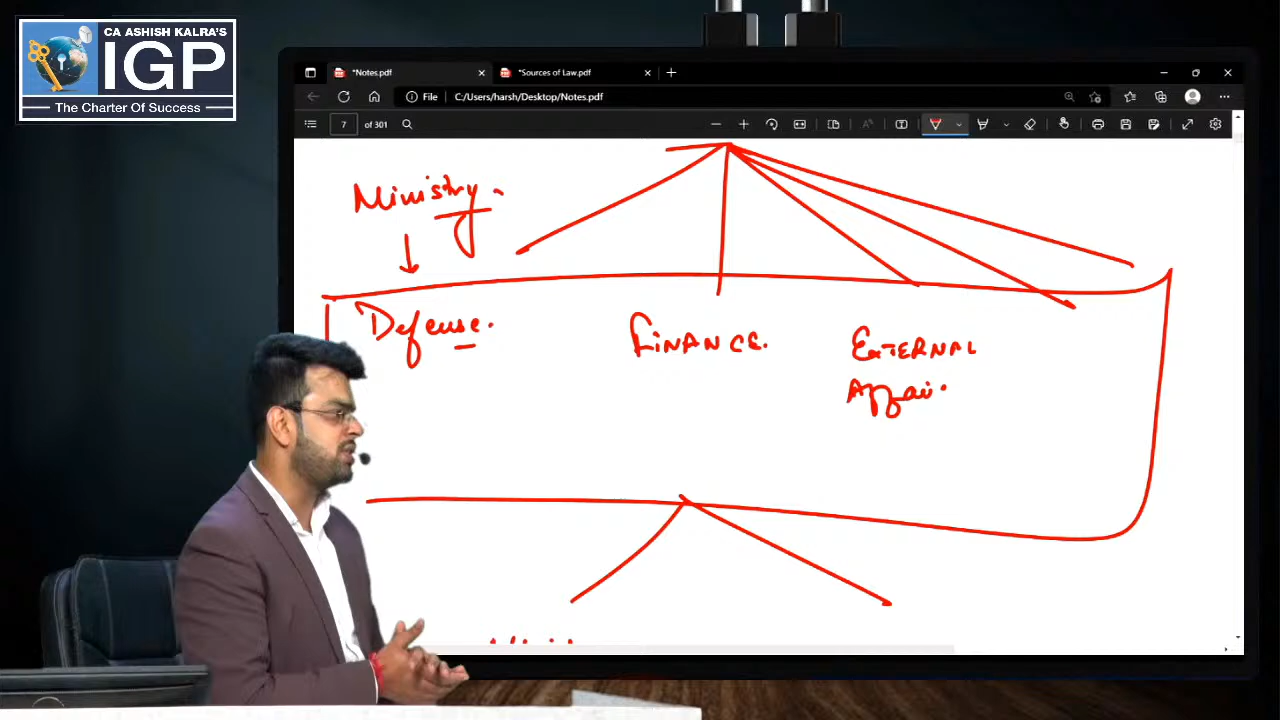 CA ASHISH KALRA'S
IGP
The Charter Of Success
*Notes.pdf
*Sources of Law.pdf
File
C:/Users/harsh/Desktop/Notes.pdf
7 of 301
Ministry
Defense.
FINANCE.
EXTERNAL
Affair.